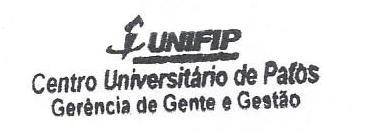 UNIFIP
Centro Universitário de Patos
Gerência de Gente e Gestão